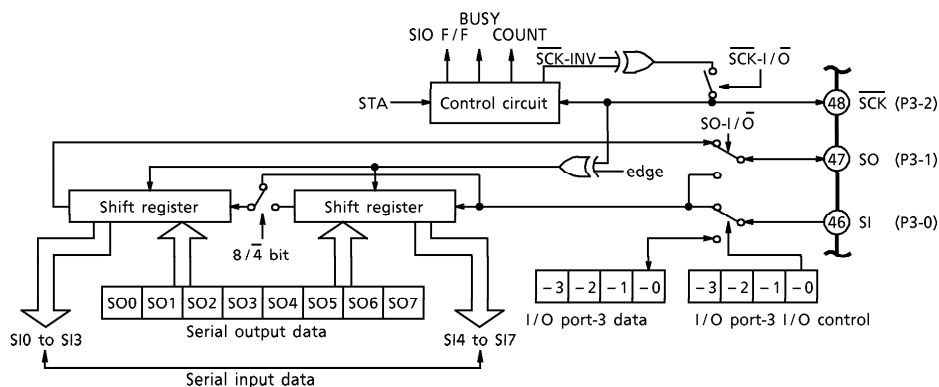 BUSY
SIO F/F COUNT
S̅C̅K̅-INV
S̅C̅K̅-I/O̅
STA
Control circuit
48 S̅C̅K̅ (P3-2)
SO-I/O̅
47 SO (P3-1)
edge
Shift register
Shift register
46 SI (P3-0)
8/4̅ bit
-3 -2 -1 -0
-3 -2 -1 -0
SO0 SO1 SO2 SO3 SO4 SO5 SO6 SO7
I/O port-3 data
I/O port-3 I/O control
Serial output data
SI0 to SI3
SI4 to SI7
Serial input data